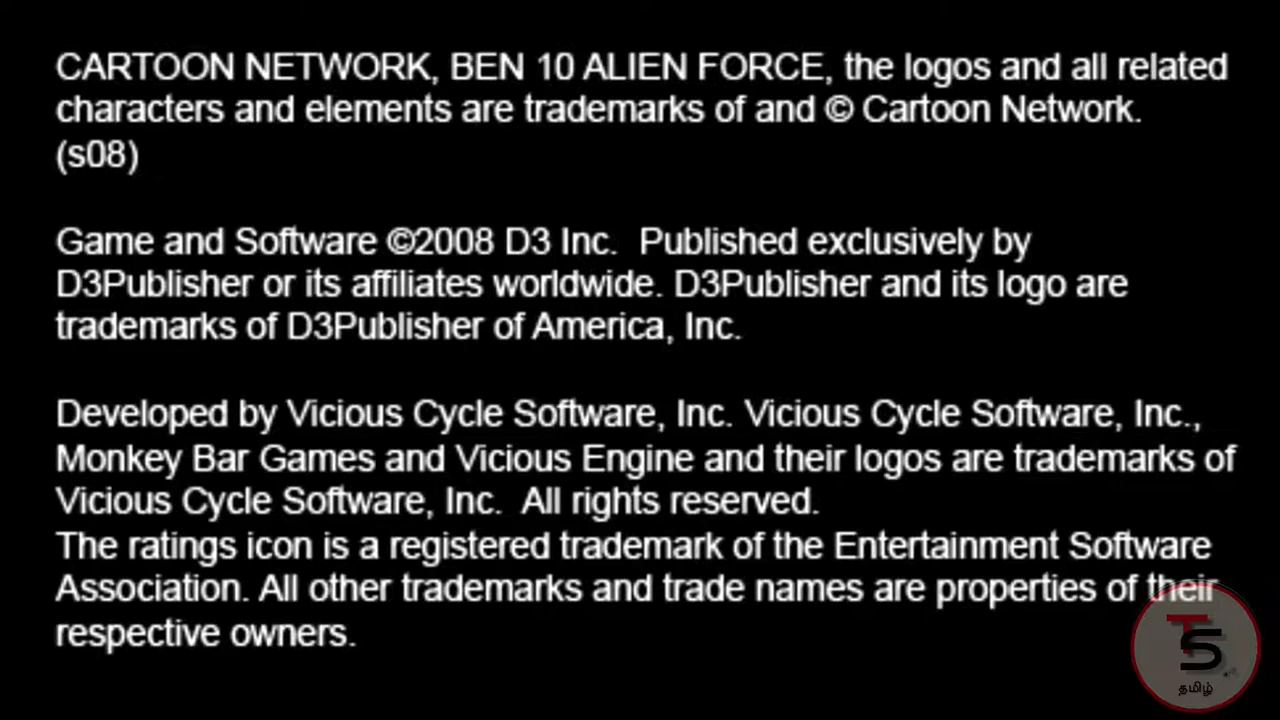 CARTOON NETWORK, BEN 10 ALIEN FORCE, the logos and all related
characters and elements are trademarks of and © Cartoon Network.
(s08)
Game and Software ©2008 D3 Inc.  Published exclusively by
D3Publisher or its affiliates worldwide. D3Publisher and its logo are
trademarks of D3Publisher of America, Inc.
Developed by Vicious Cycle Software, Inc. Vicious Cycle Software, Inc.,
Monkey Bar Games and Vicious Engine and their logos are trademarks of
Vicious Cycle Software, Inc.  All rights reserved.
The ratings icon is a registered trademark of the Entertainment Software
Association. All other trademarks and trade names are properties of their
respective owners.
TS
தமிழ்